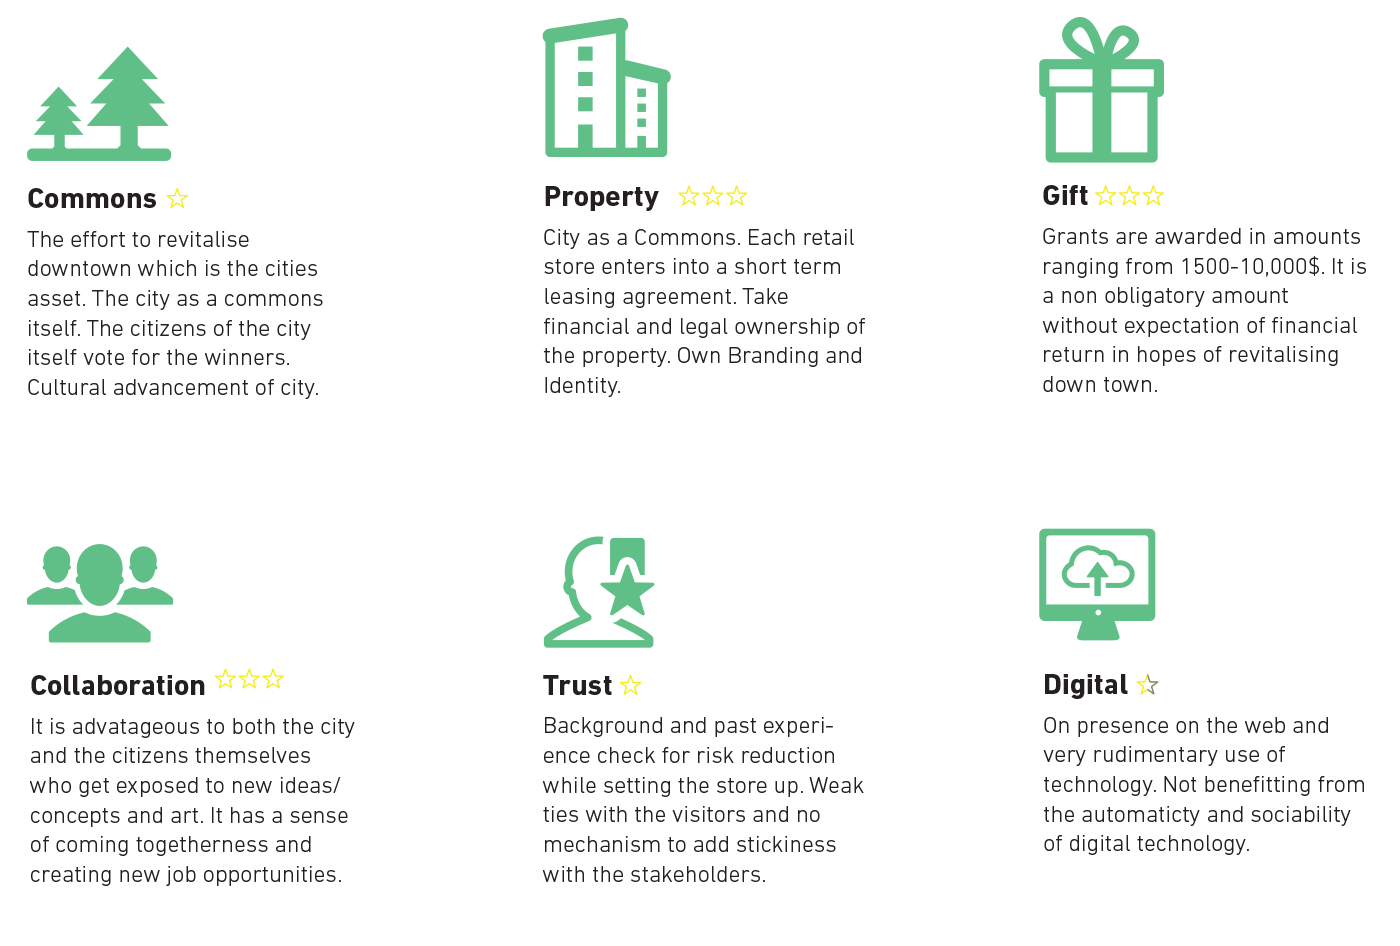 Commons
The effort to revitalise
downtown which is the cities
asset. The city as a commons
itself. The citizens of the city
itself vote for the winners.
Cultural advancement of city.
Property
City as a Commons. Each retail
store enters into a short term
leasing agreement. Take
financial and legal ownership of
the property. Own Branding and
Identity.
Gift
Grants are awarded in amounts
ranging from 1500-10,000$. It is
a non obligatory amount
without expectation of financial
return in hopes of revitalising
down town.
Collaboration
It is advatageous to both the city
and the citizens themselves
who get exposed to new ideas/
concepts and art. It has a sense
of coming togetherness and
creating new job opportunities.
Trust
Background and past experi-
ence check for risk reduction
while setting the store up. Weak
ties with the visitors and no
mechanism to add stickiness
with the stakeholders.
Digital
On presence on the web and
very rudimentary use of
technology. Not benefitting from
the automaticty and sociability
of digital technology.